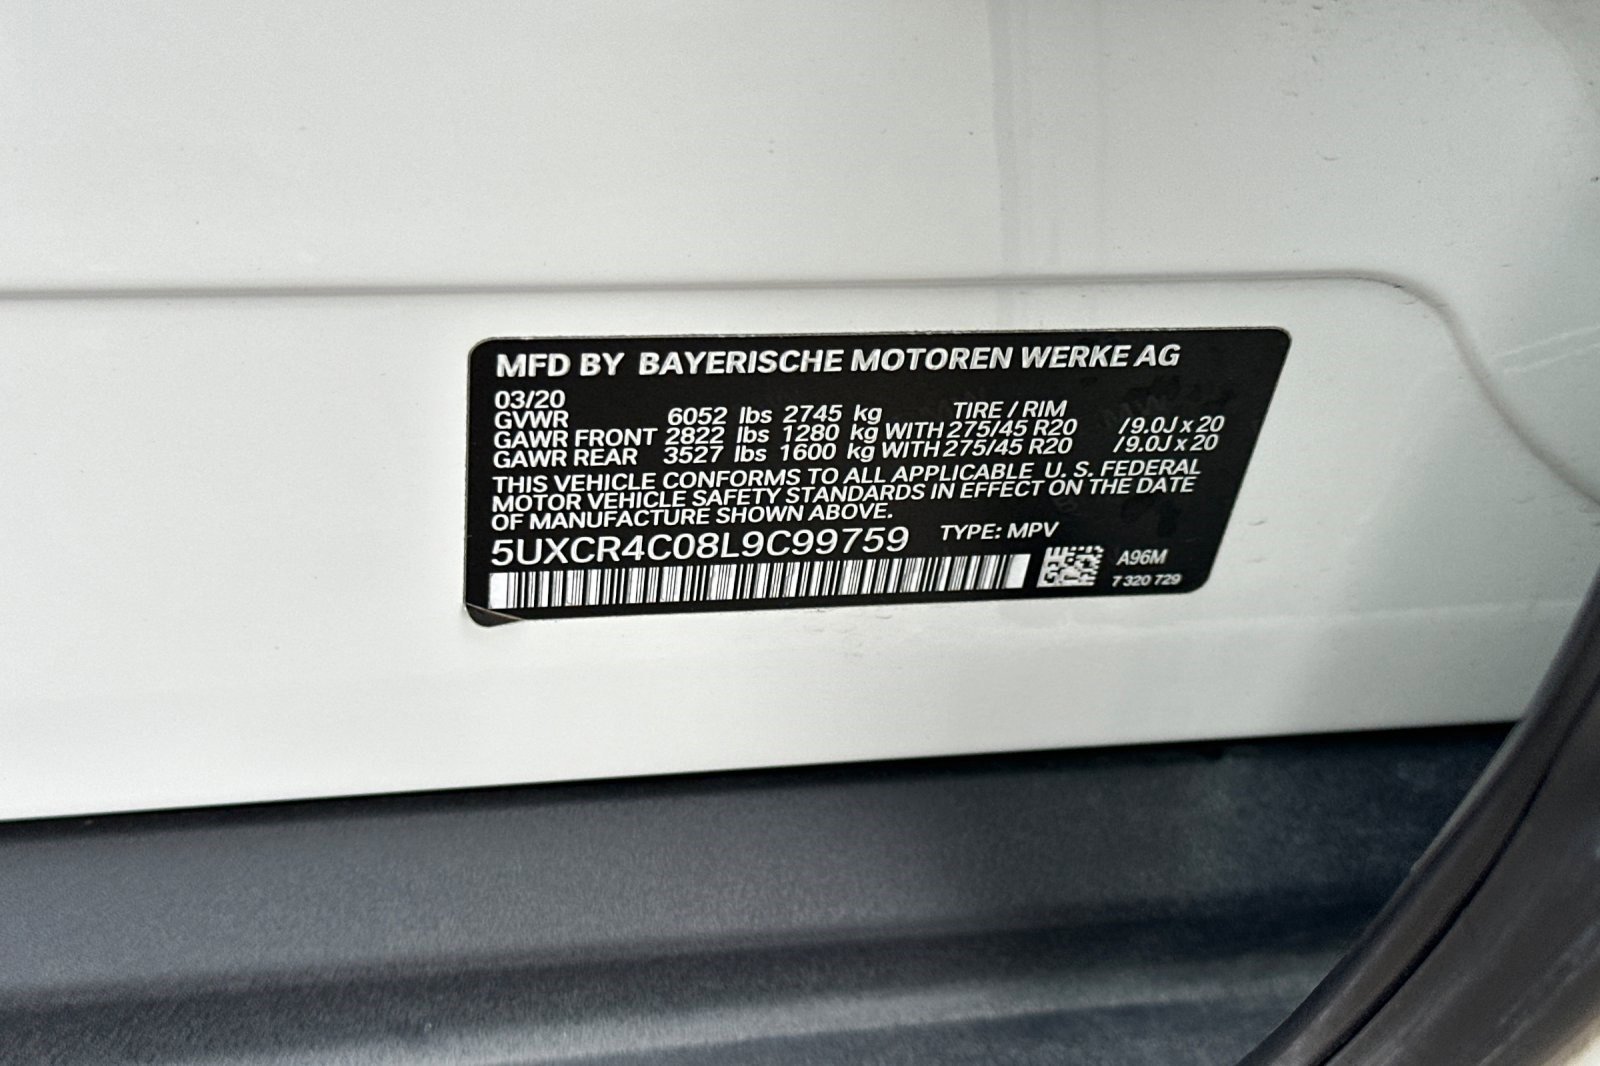 MFD BY BAYERISCHE MOTOREN WERKE AG
03/20
GVWR 6052 lbs 2745 kg TIRE / RIM
GAWR FRONT 2822 lbs 1280 kg WITH 275/45 R20 / 9.0J x 20
GAWR REAR 3527 lbs 1600 kg WITH 275/45 R20 / 9.0J x 20
THIS VEHICLE CONFORMS TO ALL APPLICABLE U. S. FEDERAL
MOTOR VEHICLE SAFETY STANDARDS IN EFFECT ON THE DATE
OF MANUFACTURE SHOWN ABOVE.
5UXCR4C08L9C99759 TYPE: MPV
A96M
7 320 729